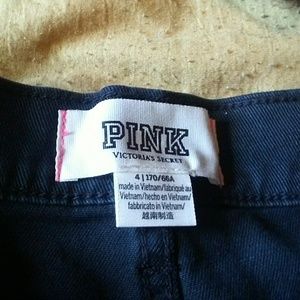 PINK
VICTORIA'S SECRET
4 | 170/66A
made in Vietnam/fabriqué au
Vietnam/hecho en Vietnam/
fabbricato in Vietnam/
越南制造